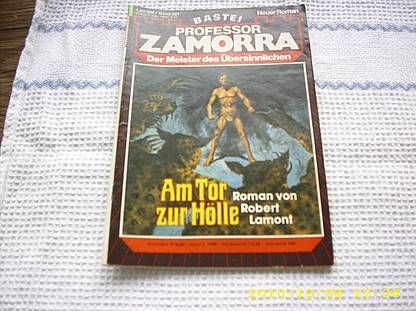 BASTEI
Neuer Roman
PROFESSOR
ZAMORRA
Der Meister des Übersinnlichen
Am Tor
zur Hölle
Roman von
Robert
Lamont